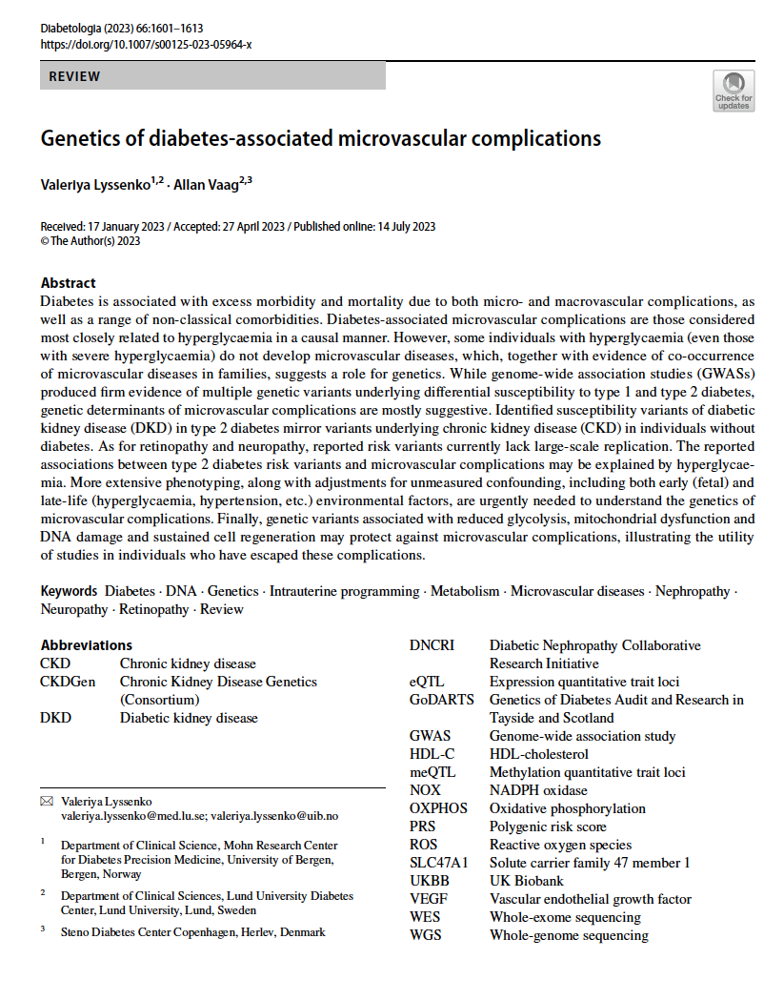 Diabetologia (2023) 66:1601–1613
https://doi.org/10.1007/s00125-023-05964-x
REVIEW
Check for
updates
Genetics of diabetes-associated microvascular complications
Valeriya Lyssenko1,2 · Allan Vaag2,3
Received: 17 January 2023 / Accepted: 27 April 2023 / Published online: 14 July 2023
© The Author(s) 2023
Abstract
Diabetes is associated with excess morbidity and mortality due to both micro- and macrovascular complications, as
well as a range of non-classical comorbidities. Diabetes-associated microvascular complications are those considered
most closely related to hyperglycaemia in a causal manner. However, some individuals with hyperglycaemia (even those
with severe hyperglycaemia) do not develop microvascular diseases, which, together with evidence of co-occurrence
of microvascular diseases in families, suggests a role for genetics. While genome-wide association studies (GWASs)
produced firm evidence of multiple genetic variants underlying differential susceptibility to type 1 and type 2 diabetes,
genetic determinants of microvascular complications are mostly suggestive. Identified susceptibility variants of diabetic
kidney disease (DKD) in type 2 diabetes mirror variants underlying chronic kidney disease (CKD) in individuals without
diabetes. As for retinopathy and neuropathy, reported risk variants currently lack large-scale replication. The reported
associations between type 2 diabetes risk variants and microvascular complications may be explained by hyperglycae-
mia. More extensive phenotyping, along with adjustments for unmeasured confounding, including both early (fetal) and
late-life (hyperglycaemia, hypertension, etc.) environmental factors, are urgently needed to understand the genetics of
microvascular complications. Finally, genetic variants associated with reduced glycolysis, mitochondrial dysfunction and
DNA damage and sustained cell regeneration may protect against microvascular complications, illustrating the utility
of studies in individuals who have escaped these complications.
Keywords Diabetes · DNA · Genetics · Intrauterine programming · Metabolism · Microvascular diseases · Nephropathy ·
Neuropathy · Retinopathy · Review
Abbreviations
CKD Chronic kidney disease
CKDGen Chronic Kidney Disease Genetics
(Consortium)
DKD Diabetic kidney disease
Valeriya Lyssenko
valeriya.lyssenko@med.lu.se; valeriya.lyssenko@uib.no
1 Department of Clinical Science, Mohn Research Center
for Diabetes Precision Medicine, University of Bergen,
Bergen, Norway
2 Department of Clinical Sciences, Lund University Diabetes
Center, Lund University, Lund, Sweden
3 Steno Diabetes Center Copenhagen, Herlev, Denmark
DNCRI Diabetic Nephropathy Collaborative
Research Initiative
eQTL Expression quantitative trait loci
GoDARTS Genetics of Diabetes Audit and Research in
Tayside and Scotland
GWAS Genome-wide association study
HDL-C HDL-cholesterol
meQTL Methylation quantitative trait loci
NOX NADPH oxidase
OXPHOS Oxidative phosphorylation
PRS Polygenic risk score
ROS Reactive oxygen species
SLC47A1 Solute carrier family 47 member 1
UKBB UK Biobank
VEGF Vascular endothelial growth factor
WES Whole-exome sequencing
WGS Whole-genome sequencing